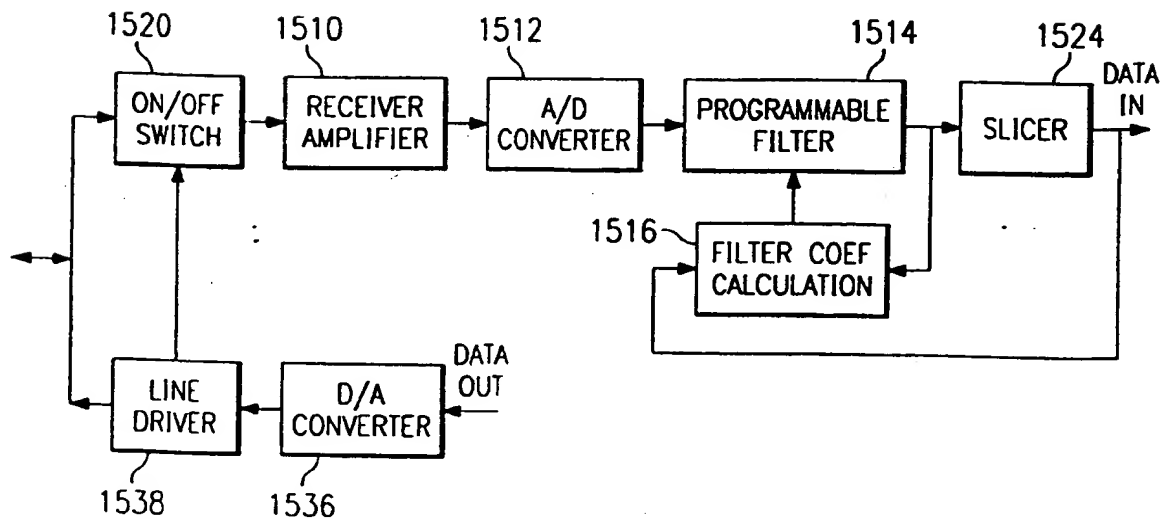 1520
1510
1512
1514
1524
ON/OFF
SWITCH
RECEIVER
AMPLIFIER
A/D
CONVERTER
PROGRAMMABLE
FILTER
SLICER
DATA
IN
1516
FILTER COEF
CALCULATION
LINE
DRIVER
D/A
CONVERTER
DATA
OUT
1538
1536